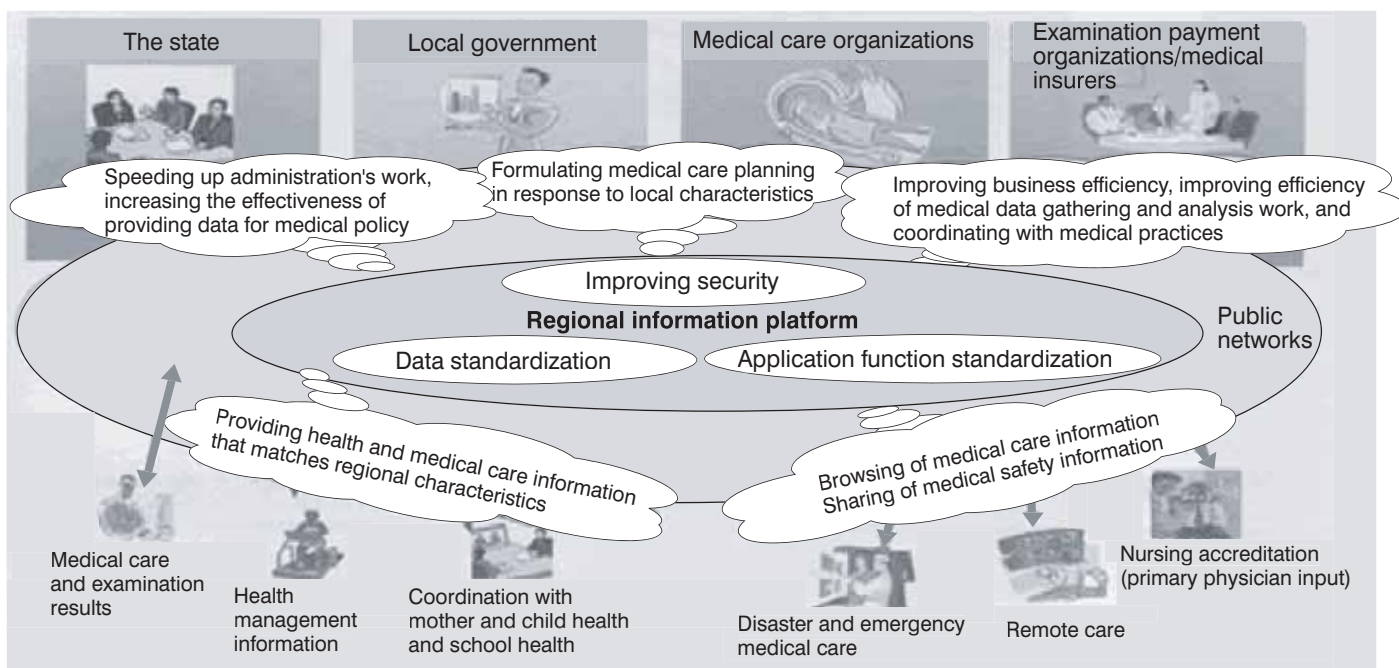 The state
Local government
Medical care organizations
Examination payment
organizations/medical
insurers
Speeding up administration's work,
increasing the effectiveness of
providing data for medical policy
Formulating medical care planning
in response to local characteristics
Improving business efficiency, improving efficiency
of medical data gathering and analysis work, and
coordinating with medical practices
Improving security
Regional information platform
Data standardization
Application function standardization
Public
networks
Providing health and medical care information
that matches regional characteristics
Browsing of medical care information
Sharing of medical safety information
Medical care
and examination
results
Health
management
information
Coordination with
mother and child health
and school health
Disaster and emergency
medical care
Remote care
Nursing accreditation
(primary physician input)